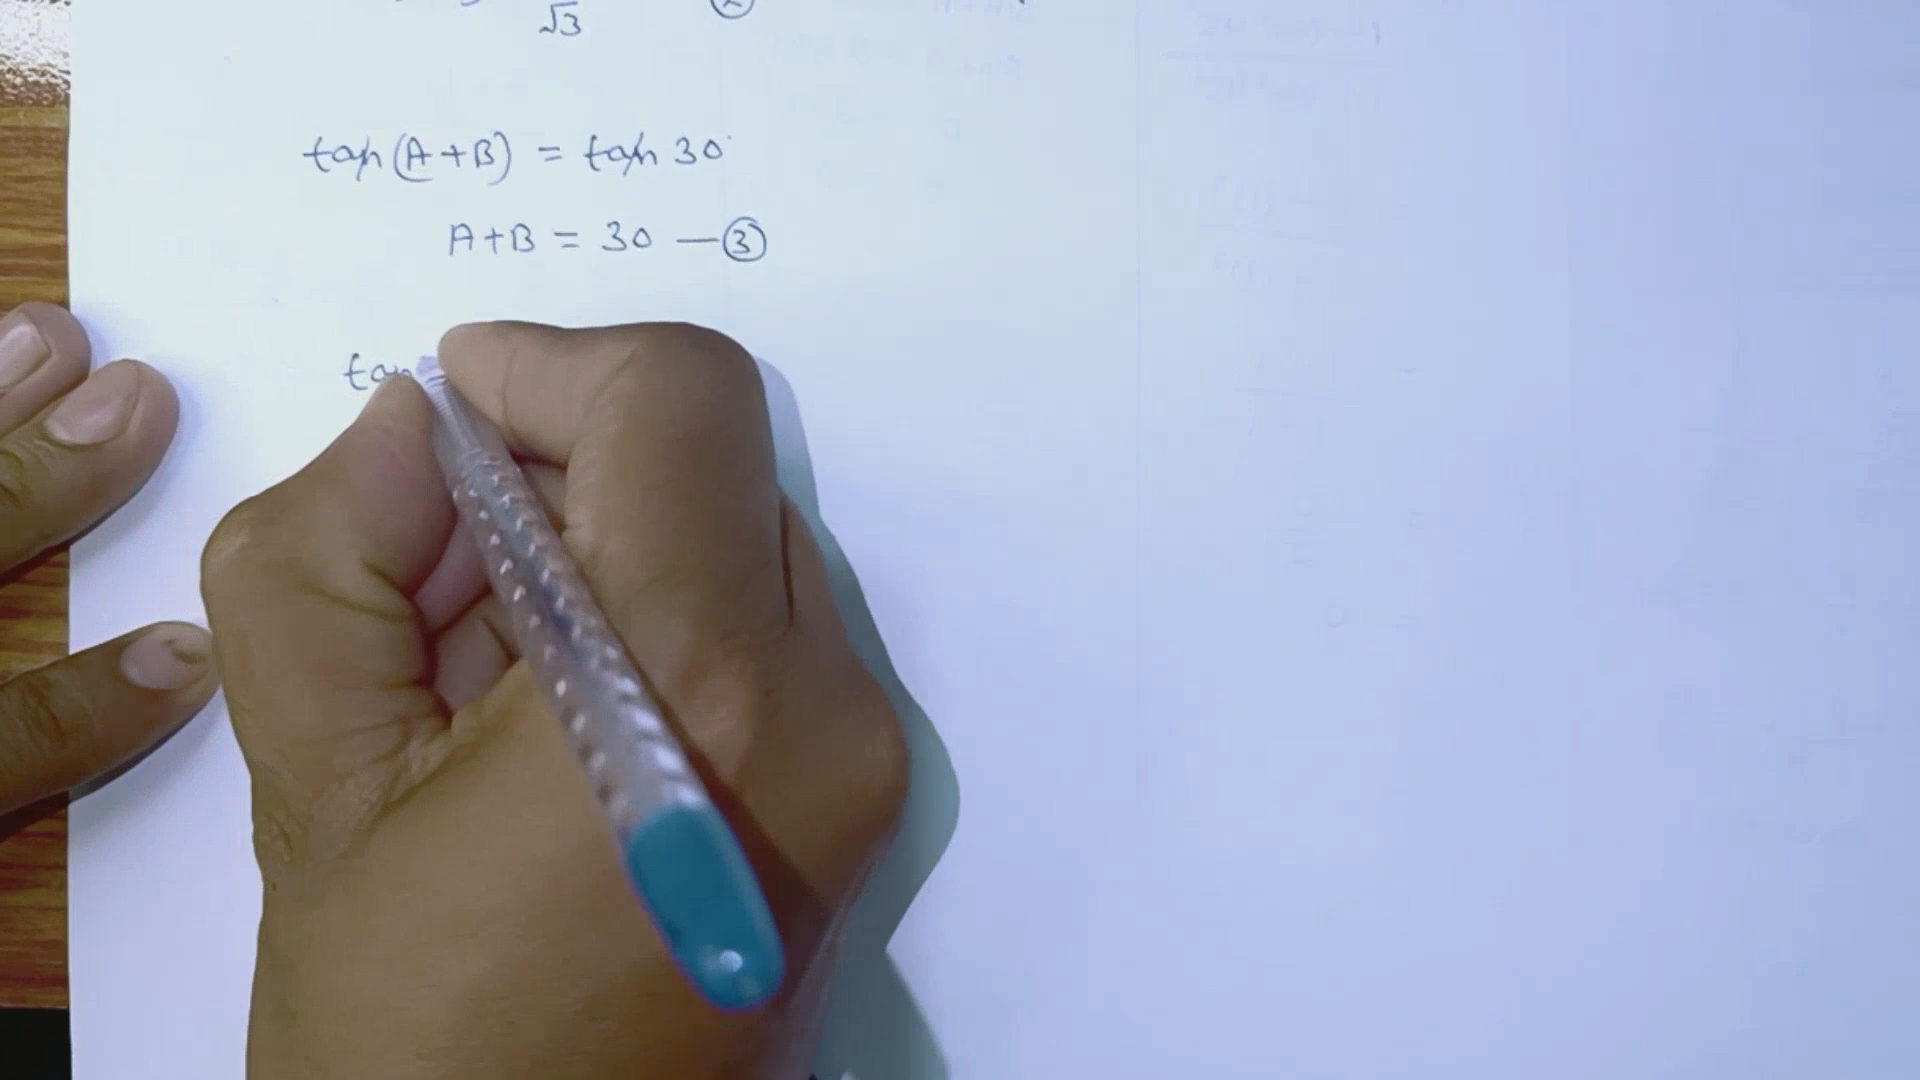 √3
tan(A+B) = tan 30°
A+B = 30 —③
tan